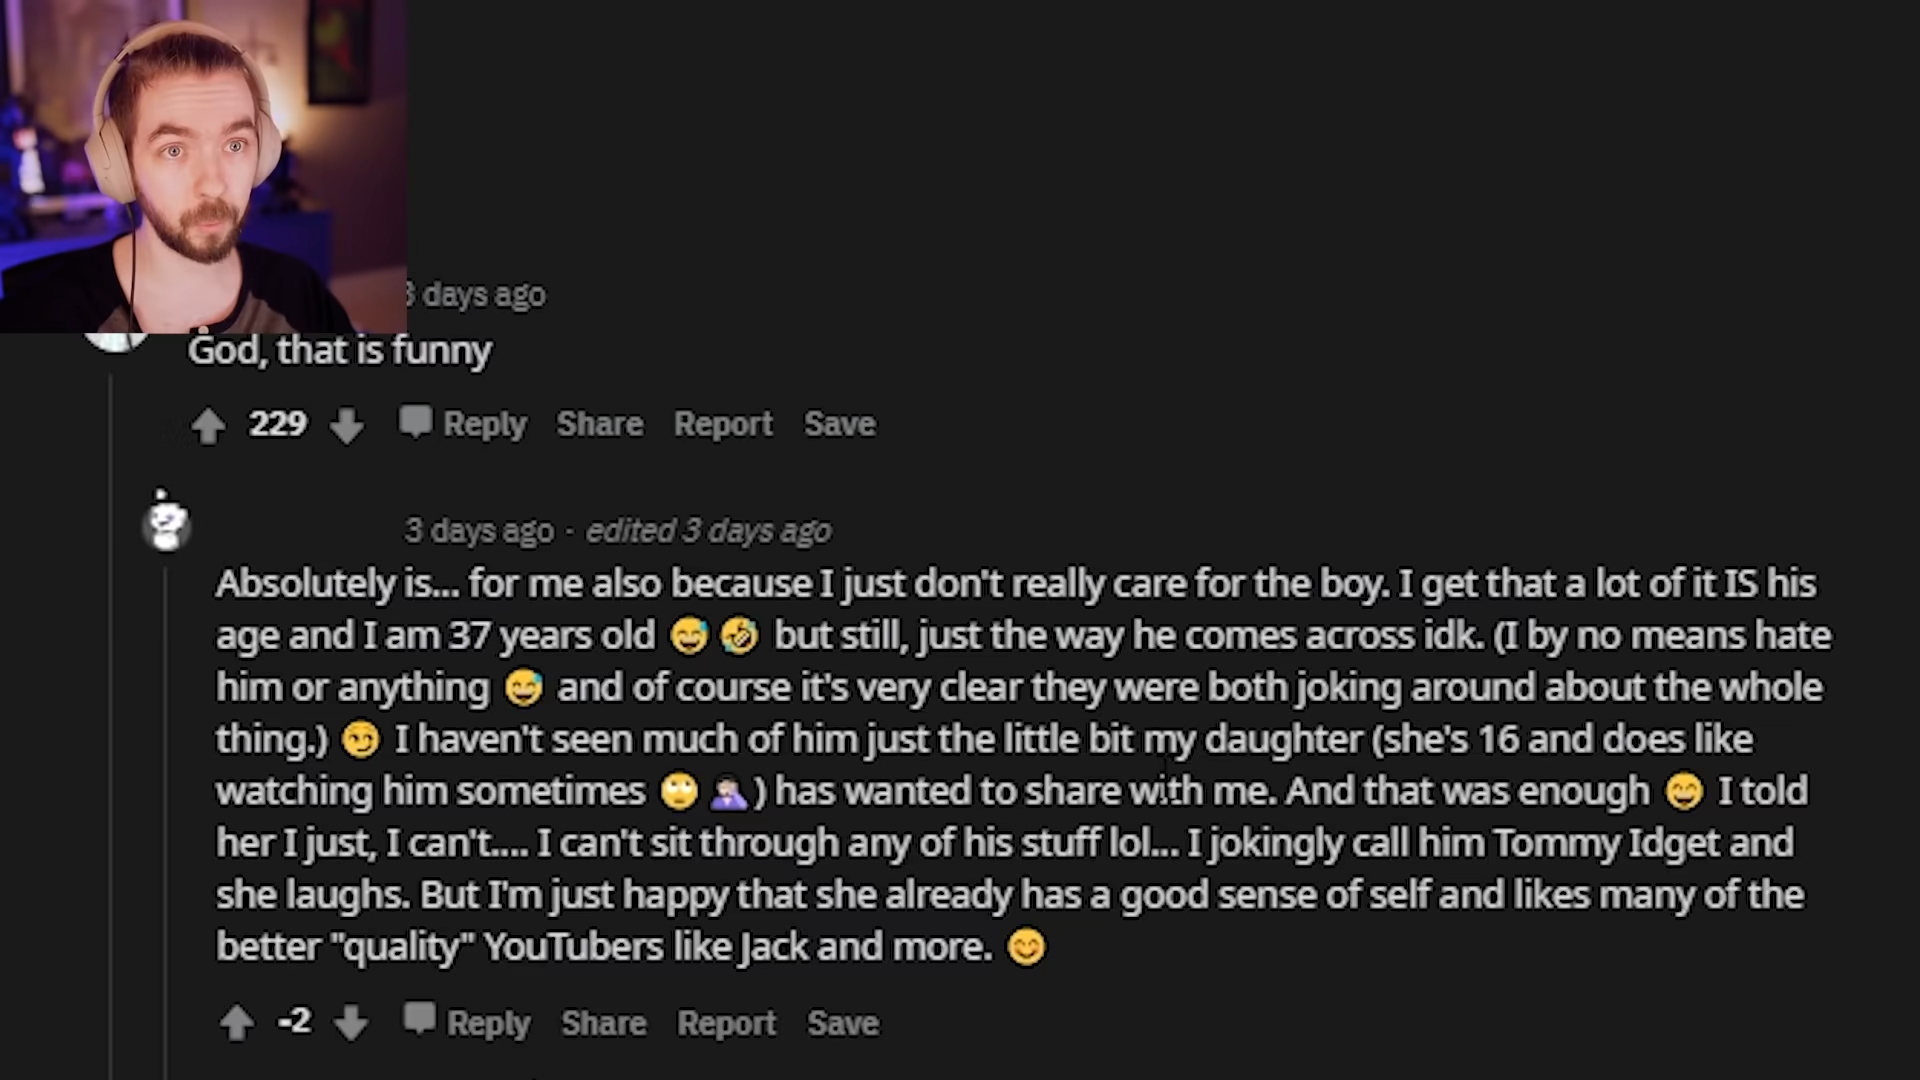 3 days ago
God, that is funny
229 Reply Share Report Save
3 days ago · edited 3 days ago
Absolutely is... for me also because I just don't really care for the boy. I get that a lot of it IS his
age and I am 37 years old 😅 🤣 but still, just the way he comes across idk. (I by no means hate
him or anything 😅 and of course it's very clear they were both joking around about the whole
thing.) 😏 I haven't seen much of him just the little bit my daughter (she's 16 and does like
watching him sometimes 🙄 🤦🏻‍♀️) has wanted to share with me. And that was enough 😄 I told
her I just, I can't.... I can't sit through any of his stuff lol... I jokingly call him Tommy Idget and
she laughs. But I'm just happy that she already has a good sense of self and likes many of the
better "quality" YouTubers like Jack and more. 😊
-2 Reply Share Report Save